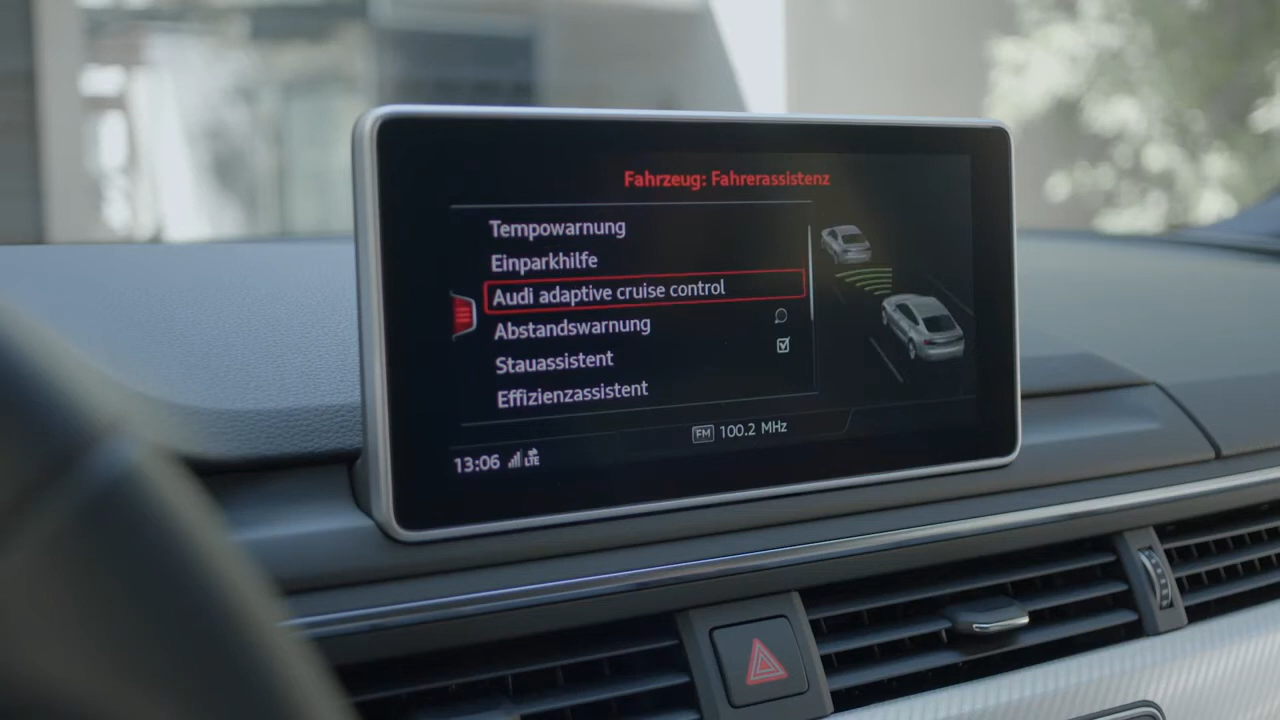 Fahrzeug: Fahrerassistenz
Tempowarnung
Einparkhilfe
Audi adaptive cruise control
Abstandswarnung
Stauassistent
Effizienzassistent
FM 100.2 MHz
13:06 LTE